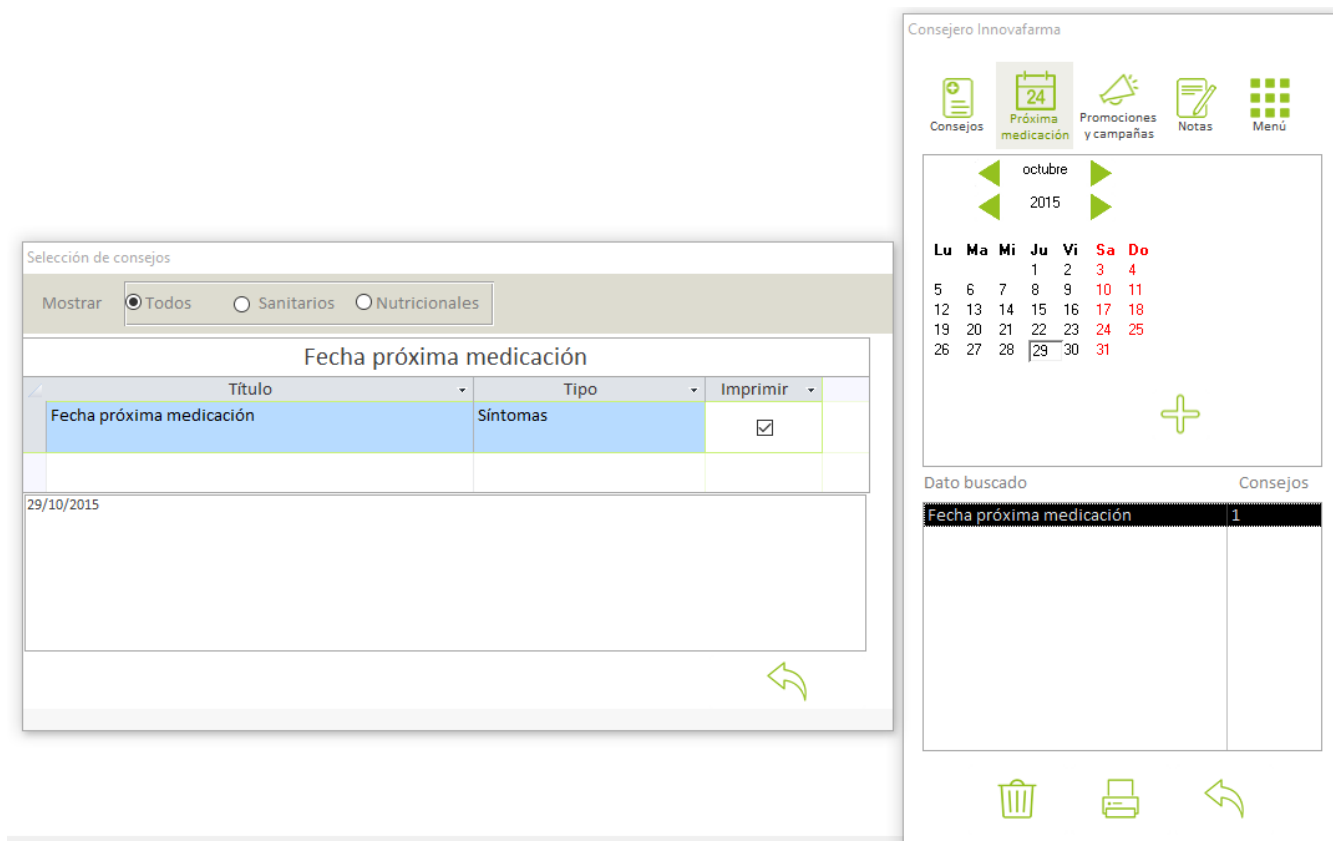 Consejero Innovafarma
24
Consejos
Próxima medicación
Promociones y campañas
Notas
Menú
octubre
2015
Lu Ma Mi Ju Vi Sa Do
1 2 3 4
5 6 7 8 9 10 11
12 13 14 15 16 17 18
19 20 21 22 23 24 25
26 27 28 29 30 31
Dato buscado Consejos
Fecha próxima medicación 1
Selección de consejos
Mostrar Todos Sanitarios Nutricionales
Fecha próxima medicación
Título Tipo Imprimir
Fecha próxima medicación Síntomas
29/10/2015